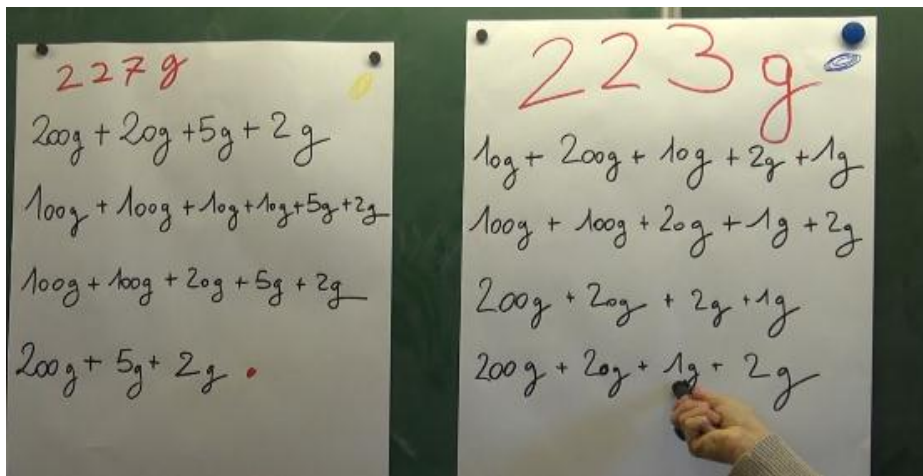 227g
200g + 20g + 5g + 2g
100g + 100g + 10g + 10g + 5g + 2g
100g + 100g + 20g + 5g + 2g
200g + 5g + 2g .
223g
10g + 200g + 10g + 2g + 1g
100g + 100g + 20g + 1g + 2g
200g + 20g + 2g + 1g
200g + 20g + 1g + 2g